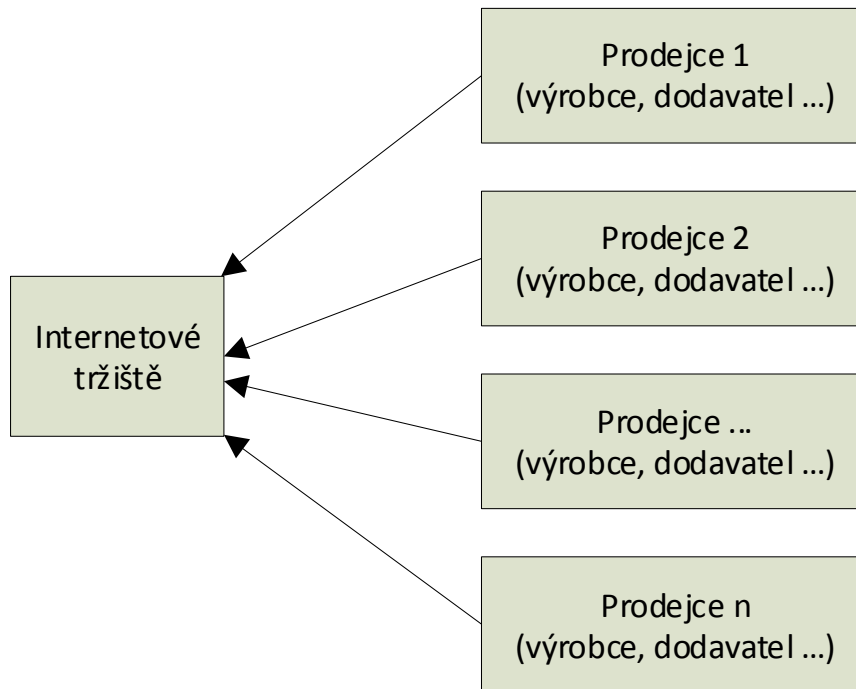 Prodejce 1
(výrobce, dodavatel ...)
Prodejce 2
(výrobce, dodavatel ...)
Internetové
tržiště
Prodejce ...
(výrobce, dodavatel ...)
Prodejce n
(výrobce, dodavatel ...)